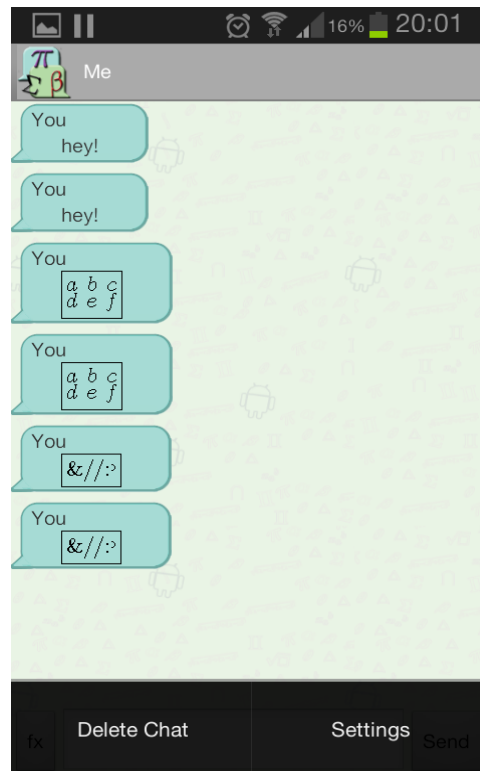 16% 20:01
π
Σ β
Me
You
hey!
You
hey!
You
a b c
d e f
You
a b c
d e f
You
&//:ʾ
You
&//:ʾ
Delete Chat Settings
fx Send